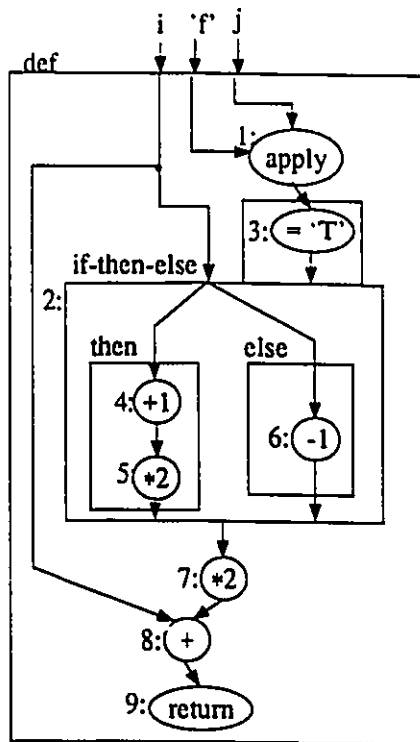 i 'f' j
def
1: apply
3: = 'T'
if-then-else
2:
then else
4: +1
6: -1
5: *2
7: *2
8: +
9: return